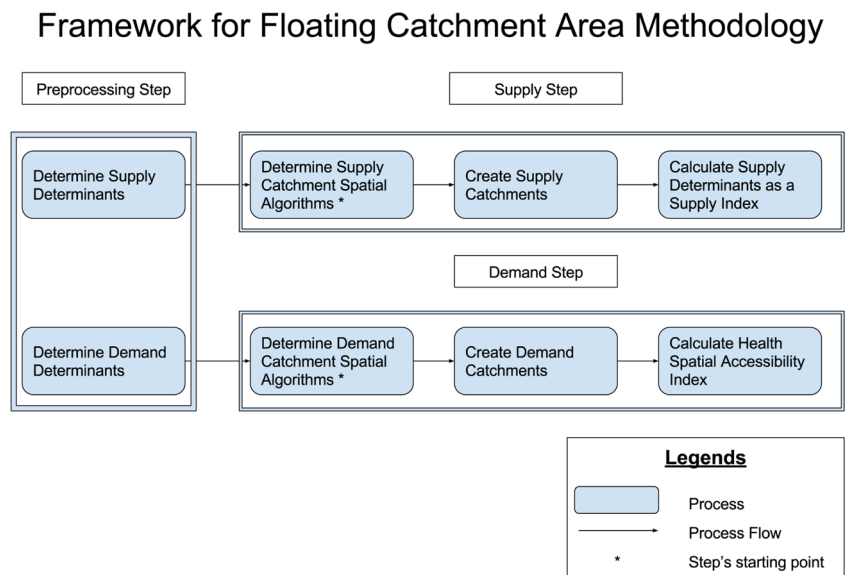 Framework for Floating Catchment Area Methodology
Preprocessing Step
Supply Step
Determine Supply
Determinants
Determine Supply
Catchment Spatial
Algorithms *
Create Supply
Catchments
Calculate Supply
Determinants as a
Supply Index
Demand Step
Determine Demand
Determinants
Determine Demand
Catchment Spatial
Algorithms *
Create Demand
Catchments
Calculate Health
Spatial Accessibility
Index
Legends
Process
Process Flow
* Step's starting point